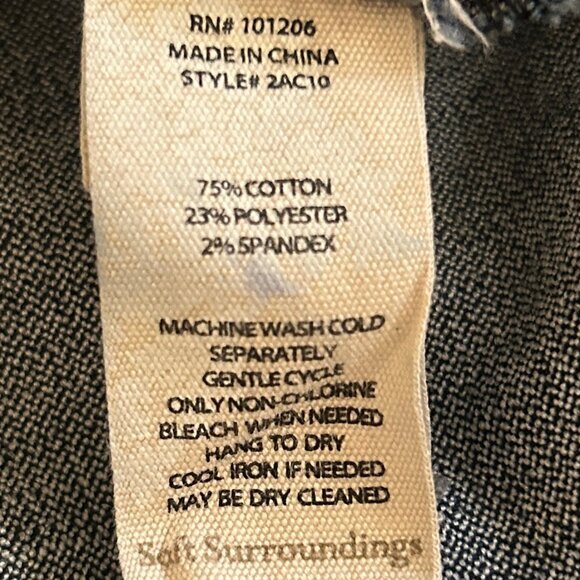 RN# 101206
MADE IN CHINA
STYLE# 2AC10
75% COTTON
23% POLYESTER
2% SPANDEX
MACHINE WASH COLD
SEPARATELY
GENTLE CYCLE
ONLY NON-CHLORINE
BLEACH WHEN NEEDED
HANG TO DRY
COOL IRON IF NEEDED
MAY BE DRY CLEANED
Soft Surroundings